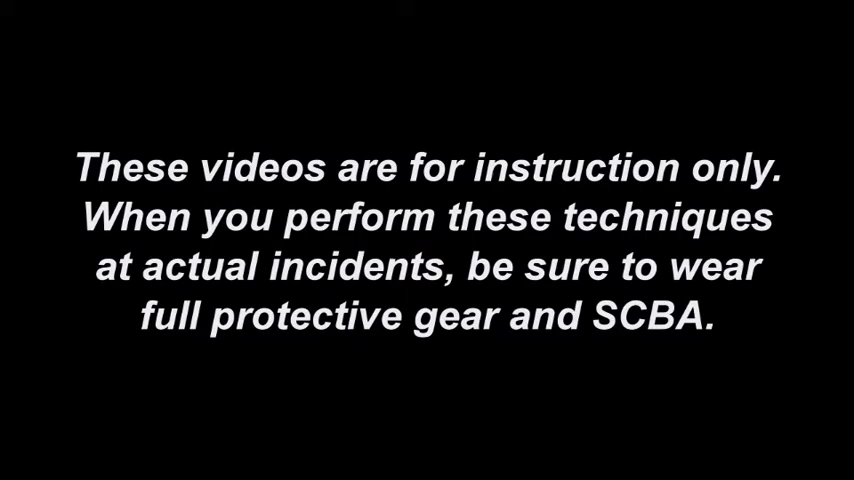 These videos are for instruction only.
When you perform these techniques
at actual incidents, be sure to wear
full protective gear and SCBA.